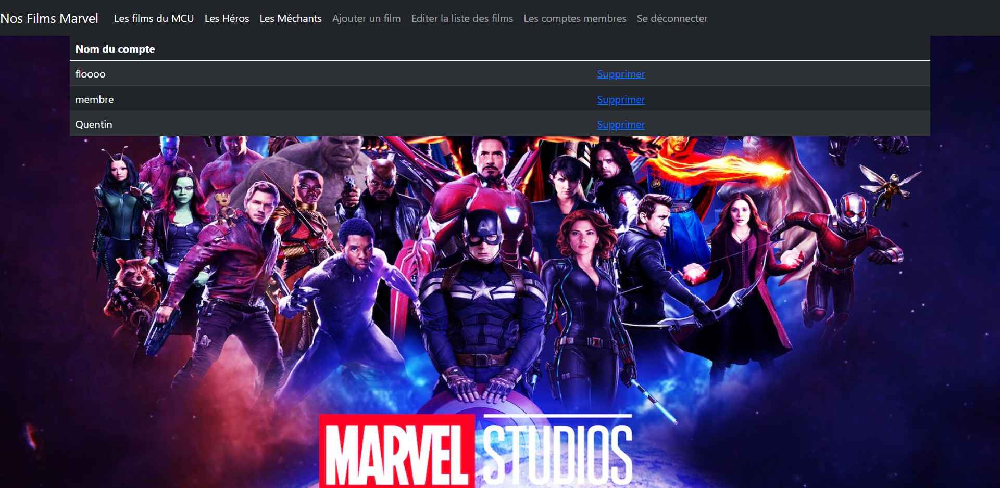 Nos Films Marvel Les films du MCU Les Héros Les Méchants Ajouter un film Editer la liste des films Les comptes membres Se déconnecter
Nom du compte
floooo Supprimer
membre Supprimer
Quentin Supprimer
A
MARVEL STUDIOS